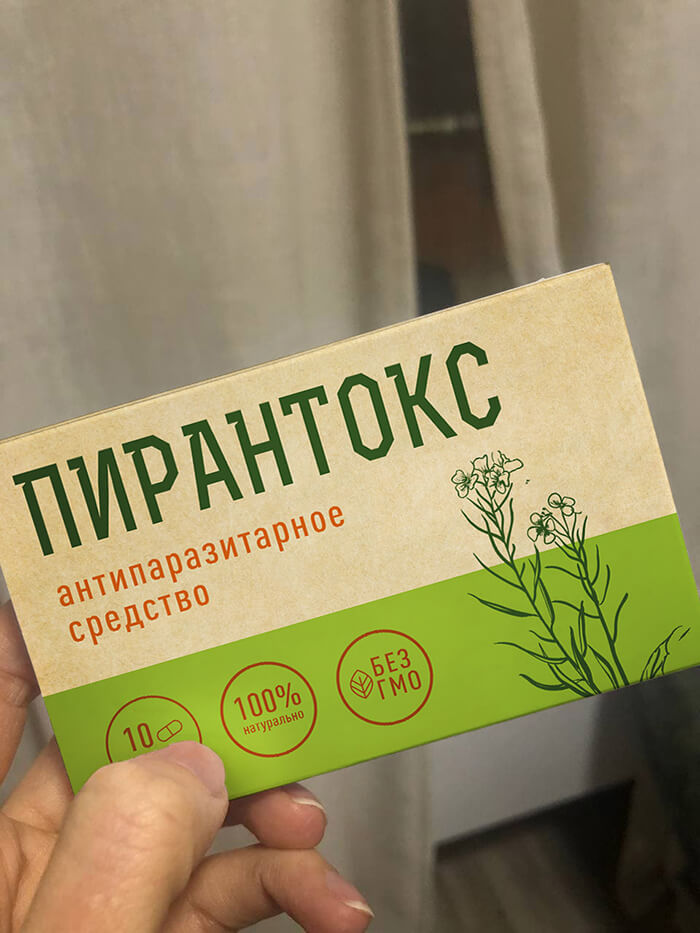 ПИРАНТОКС
антипаразитарное
средство
10
100%
натурально
БЕЗ
ГМО